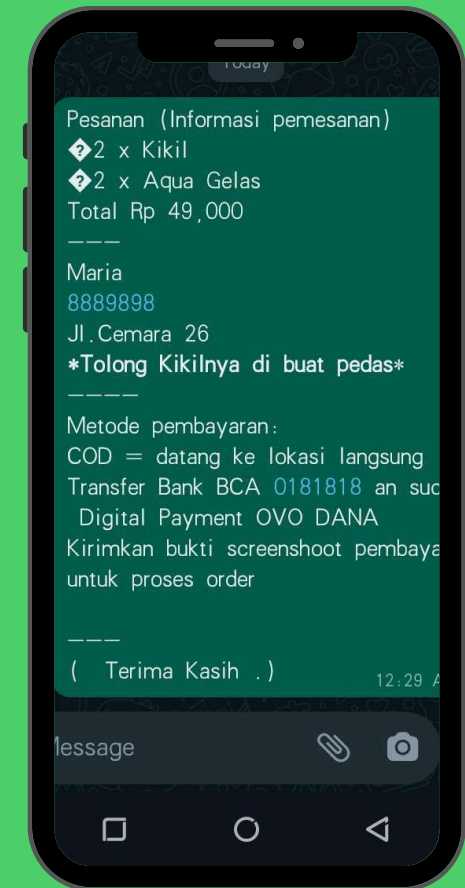 Today
Pesanan (Informasi pemesanan)
�2 x Kikil
�2 x Aqua Gelas
Total Rp 49,000
———
Maria
8889898
Jl.Cemara 26
*Tolong Kikilnya di buat pedas*
————
Metode pembayaran:
COD = datang ke lokasi langsung
Transfer Bank BCA 0181818 an
Digital Payment OVO DANA
Kirimkan bukti screenshoot
untuk proses order
———
( Terima Kasih .)
12:29
Message